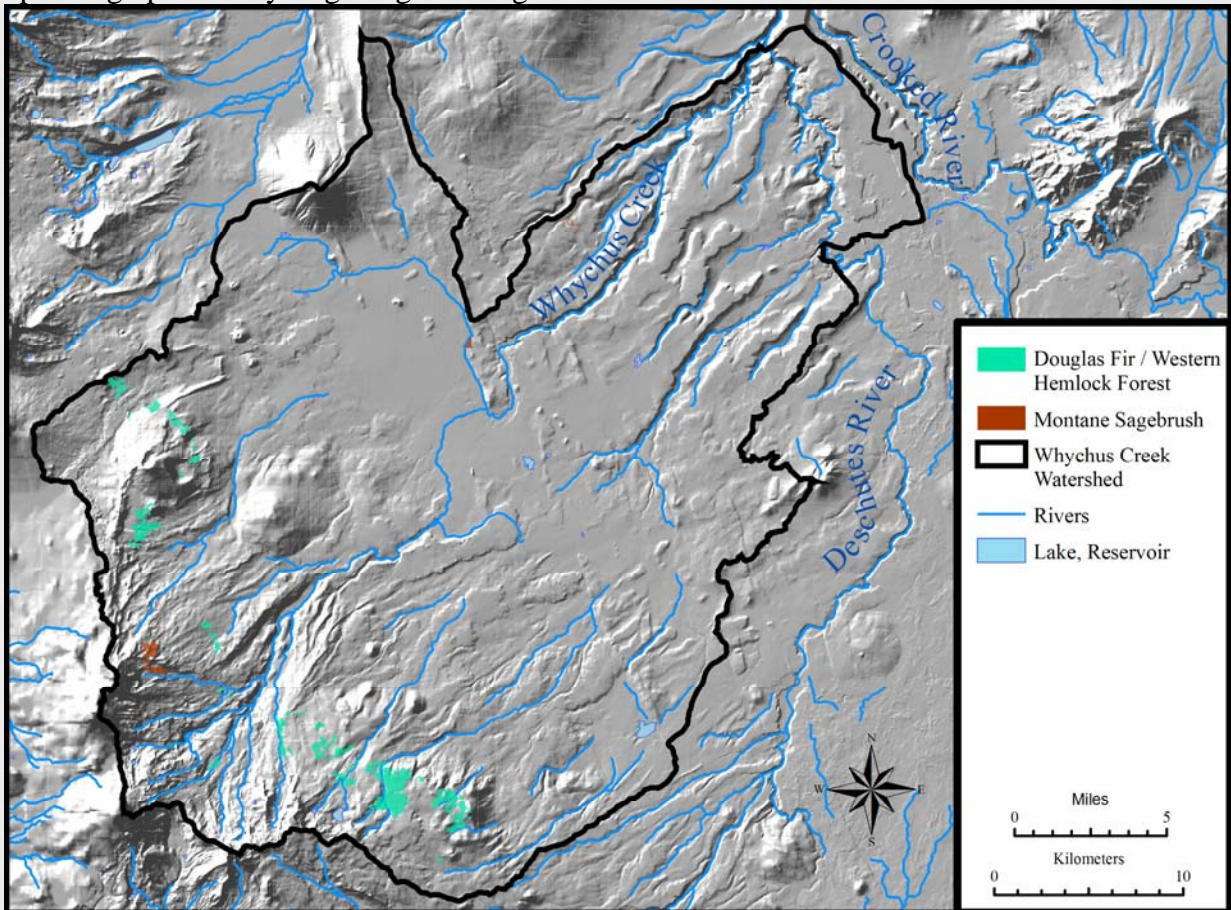 Crooked River
Whychus Creek
Deschutes River
Douglas Fir / Western
Hemlock Forest
Montane Sagebrush
Whychus Creek
Watershed
Rivers
Lake, Reservoir
N
W E
S
Miles
0 5
Kilometers
0 10